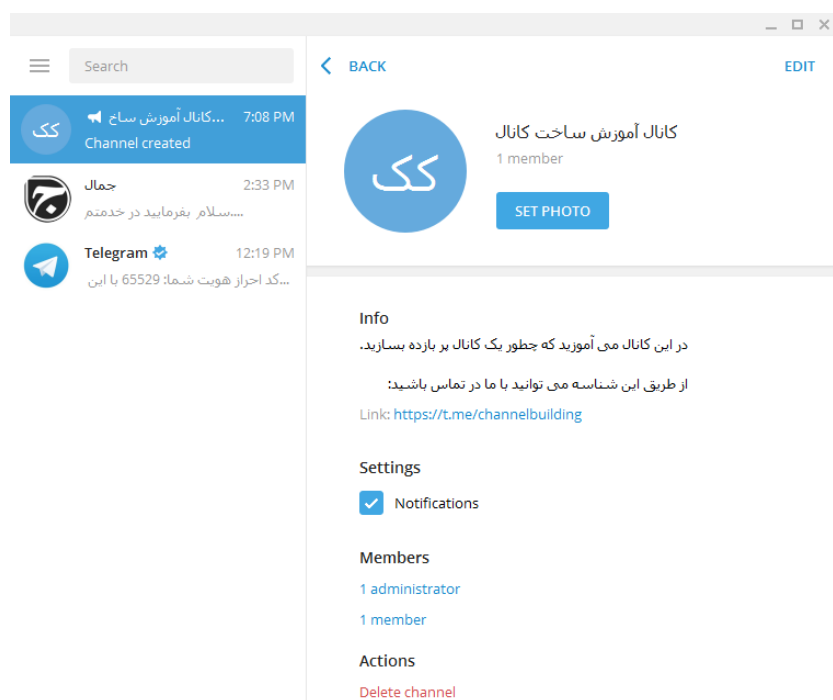 Search
کک
کانال آموزش ساخ... 7:08 PM
Channel created
ج
جمال 2:33 PM
سلام بفرمایید در خدمتم....
Telegram 12:19 PM
کد احراز هویت شما: 65529 با این...
BACK
EDIT
کک
کانال آموزش ساخت کانال
1 member
SET PHOTO
Info
در این کانال می آموزید که چطور یک کانال پر بازده بسازید.
از طریق این شناسه می توانید با ما در تماس باشید:
Link: https://t.me/channelbuilding
Settings
Notifications
Members
1 administrator
1 member
Actions
Delete channel